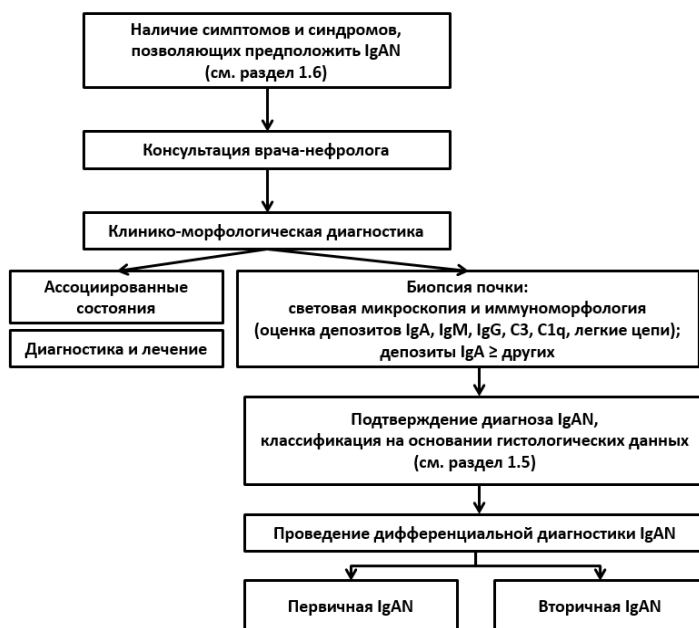 Наличие симптомов и синдромов,
позволяющих предположить IgAN
(см. раздел 1.6)
Консультация врача-нефролога
Клинико-морфологическая диагностика
Ассоциированные
состояния
Диагностика и лечение
Биопсия почки:
световая микроскопия и иммуноморфология
(оценка депозитов IgA, IgM, IgG, C3, C1q, легкие цепи);
депозиты IgA ≥ других
Подтверждение диагноза IgAN,
классификация на основании гистологических данных
(см. раздел 1.5)
Проведение дифференциальной диагностики IgAN
Первичная IgAN
Вторичная IgAN